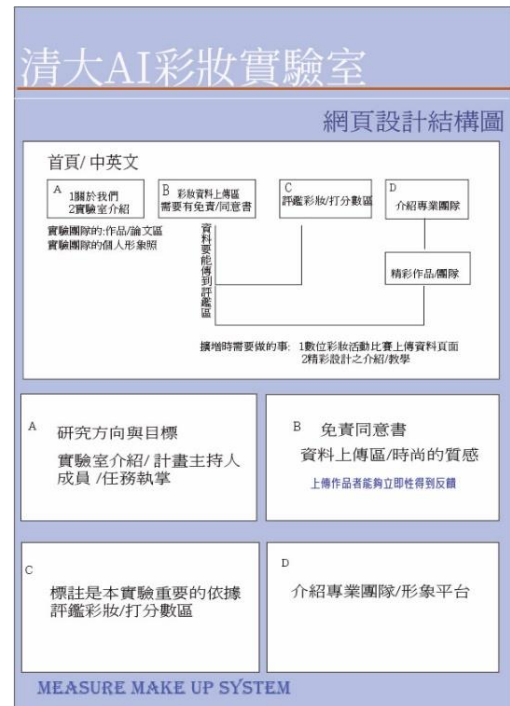 清大AI彩妝實驗室
網頁設計結構圖
首頁/ 中英文
A
1關於我們
2實驗室介紹
B
彩妝資料上傳區
需要有免責/同意書
C
評鑑彩妝/打分數區
D
介紹專業團隊
實驗團隊的:作品/論文區
實驗團隊的個人形象照
資料要能傳到評鑑區
精彩作品/團隊
擴增時需要做的事: 1數位彩妝活動比賽上傳資料頁面
2精彩設計之介紹/教學
A
研究方向與目標
實驗室介紹/ 計畫主持人
成員 /任務執掌
B
免責同意書
資料上傳區/時尚的質感
上傳作品者能夠立即性得到反饋
C
標註是本實驗重要的依據
評鑑彩妝/打分數區
D
介紹專業團隊/形象平台
MEASURE MAKE UP SYSTEM